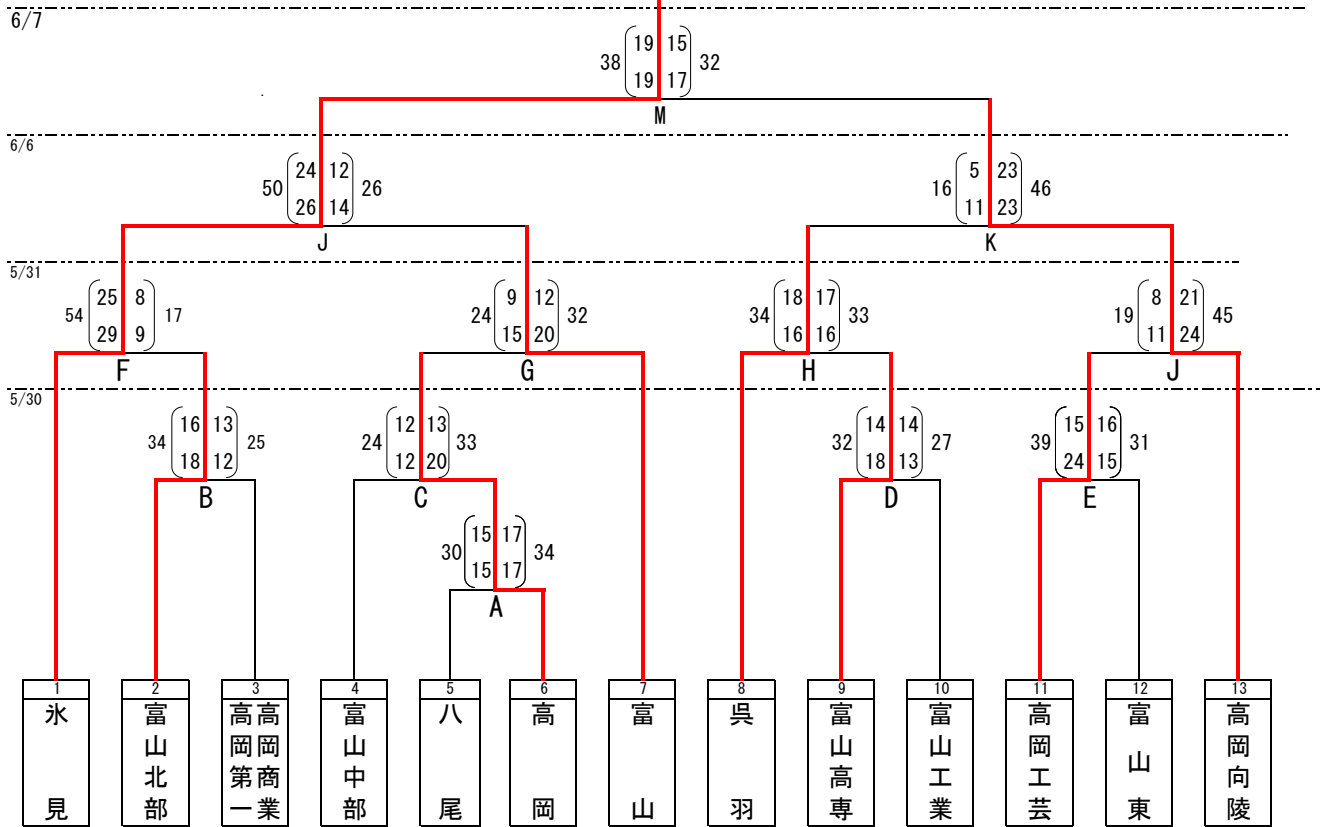 6/7
19 15
38 32
19 17
M
6/6
24 12 5 23
50 26 16 46
26 14 11 23
J K
5/31
25 8 9 12 18 17 8 21
54 17 24 32 34 33 19 45
29 9 15 20 16 16 11 24
F G H J
5/30
16 13 12 13 14 14 15 16
34 25 24 33 32 27 39 31
18 12 12 20 18 13 24 15
B C D E
15 17
30 34
15 17
A
1 2 3 4 5 6 7 8 9 10 11 12 13
氷見
富山北部
高岡商業
高岡第一
富山中部
八尾
高岡
富山
呉羽
富山高専
富山工業
高岡工芸
富山東
高岡向陵